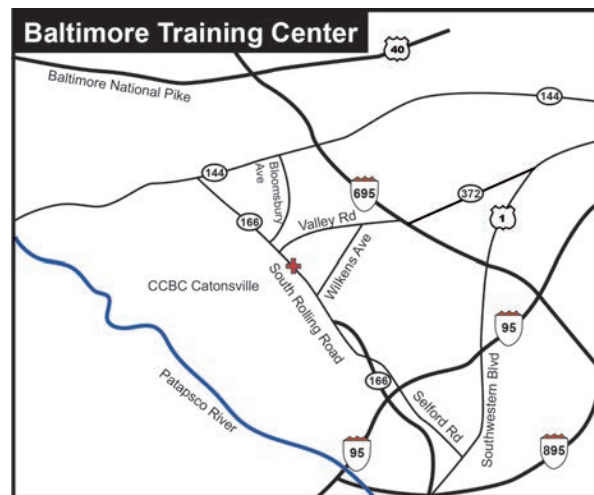 Baltimore Training Center
40
Baltimore National Pike
144
144
Bloomsbury
Ave
695
372
166
Valley Rd
1
Wilkens Ave
CCBC Catonsville
South Rolling Road
95
166
Selford Rd
Southwestern Blvd
Patapsco River
95
895